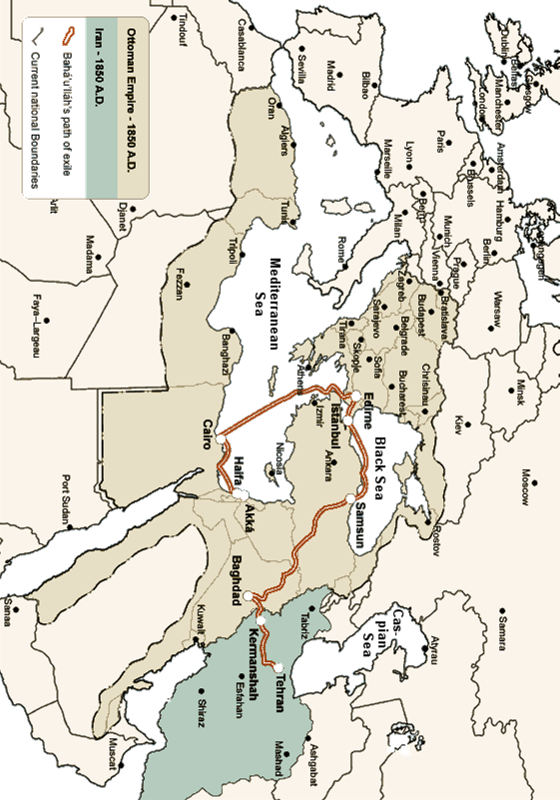 Glasgow
Belfast
Dublin
Manchester
London
Amsterdam
Hamburg
Berlin
Warsaw
Minsk
Moscow
Samara
Brussels
Paris
Prague
Kiev
Munich
Vienna
Bratislava
Budapest
Chrisinau
Rostov
Atyrau
Bern
Lyon
Milan
Zagreb
Belgrade
Bucharest
Cas-
pian
Sea
Bilbao
Marseille
Sarajevo
Sofia
Skopje
Tirana
Black Sea
Madrid
Rome
Edirne
Istanbul
Samsun
Sevilla
Athens
Izmir
Ankara
Tabriz
Ashgabat
Algiers
Tunis
Mediterranean
Sea
Nicosia
Tehran
Mashad
Oran
Casablanca
Tripoli
Banghazi
Haifa
Akká
Cairo
Baghdad
Kermanshah
Esfahan
Kuwait
Shiraz
Tindouf
Fezzan
Djanet
Madama
Faya-Largeau
Port Sudan
Muscat
Sanaa
Ottoman Empire - 1850 A.D.
Iran - 1850 A.D.
Bahá'u'lláh's path of exile
Current national Boundaries